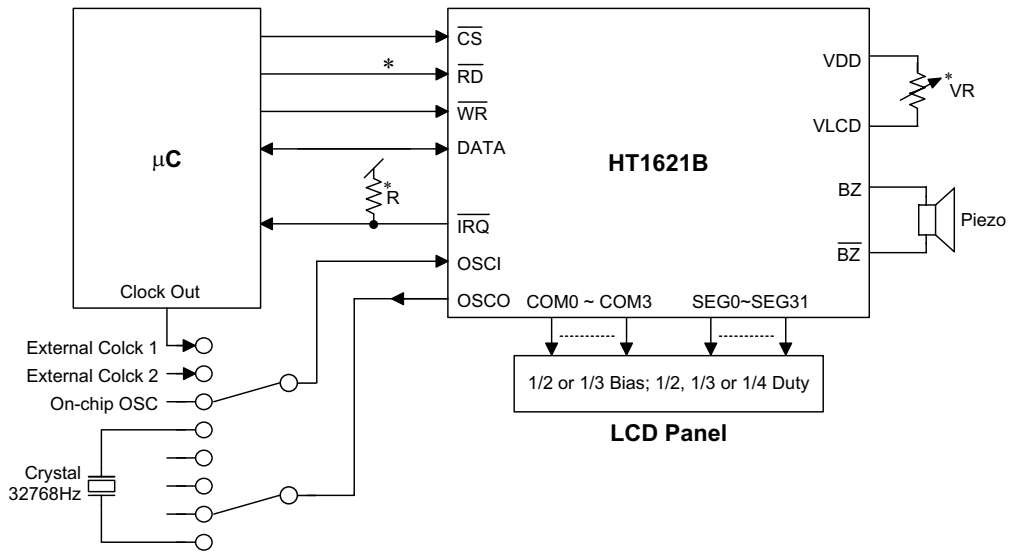 μC
Clock Out
CS
RD
WR
DATA
IRQ
OSCI
OSCO
*
*
R
HT1621B
VDD
VLCD
*
VR
BZ
BZ
Piezo
COM0 ~ COM3
SEG0~SEG31
1/2 or 1/3 Bias; 1/2, 1/3 or 1/4 Duty
LCD Panel
External Colck 1
External Colck 2
On-chip OSC
Crystal
32768Hz